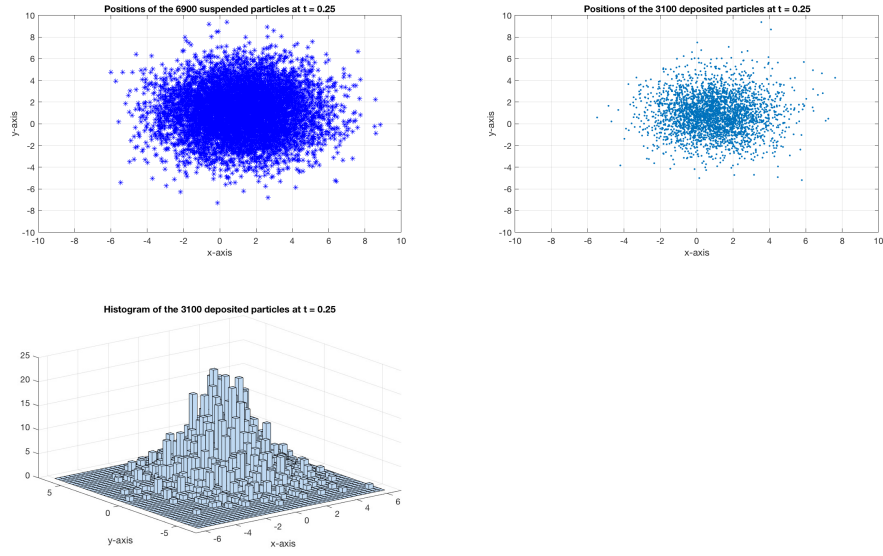 Positions of the 6900 suspended particles at t = 0.25
10
8
6
4
2
0
-2
-4
-6
-8
-10
y-axis
-10 -8 -6 -4 -2 0 2 4 6 8 10
x-axis
Positions of the 3100 deposited particles at t = 0.25
10
8
6
4
2
0
-2
-4
-6
-8
-10
y-axis
-10 -8 -6 -4 -2 0 2 4 6 8 10
x-axis
Histogram of the 3100 deposited particles at t = 0.25
25
20
15
10
5
0
5 0 -5
y-axis
-6 -4 -2 0 2 4 6
x-axis